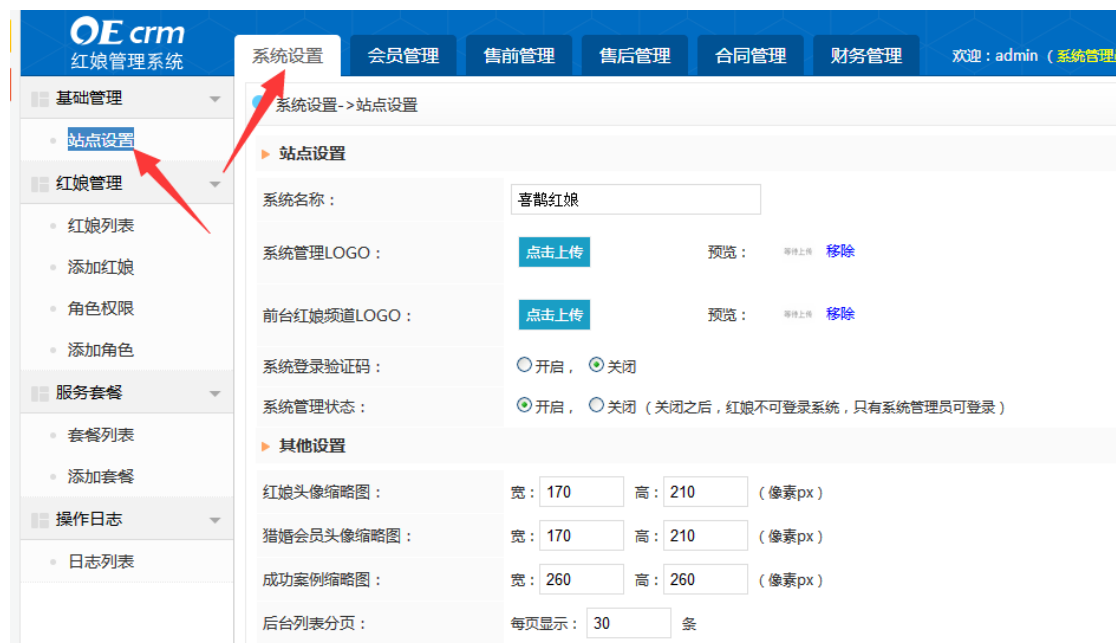 OE crm
红娘管理系统
系统设置 会员管理 售前管理 售后管理 合同管理 财务管理 欢迎：admin（系统管理
基础管理
站点设置
红娘管理
红娘列表
添加红娘
角色权限
添加角色
服务套餐
套餐列表
添加套餐
操作日志
日志列表
系统设置->站点设置
站点设置
系统名称： 喜鹊红娘
系统管理LOGO： 点击上传 预览： 等待上传 移除
前台红娘频道LOGO： 点击上传 预览： 等待上传 移除
系统登录验证码： 开启， 关闭
系统管理状态： 开启， 关闭（关闭之后，红娘不可登录系统，只有系统管理员可登录）
其他设置
红娘头像缩略图： 宽：170 高：210 （像素px）
猎婚会员头像缩略图： 宽：170 高：210 （像素px）
成功案例缩略图： 宽：260 高：260 （像素px）
后台列表分页： 每页显示：30 条